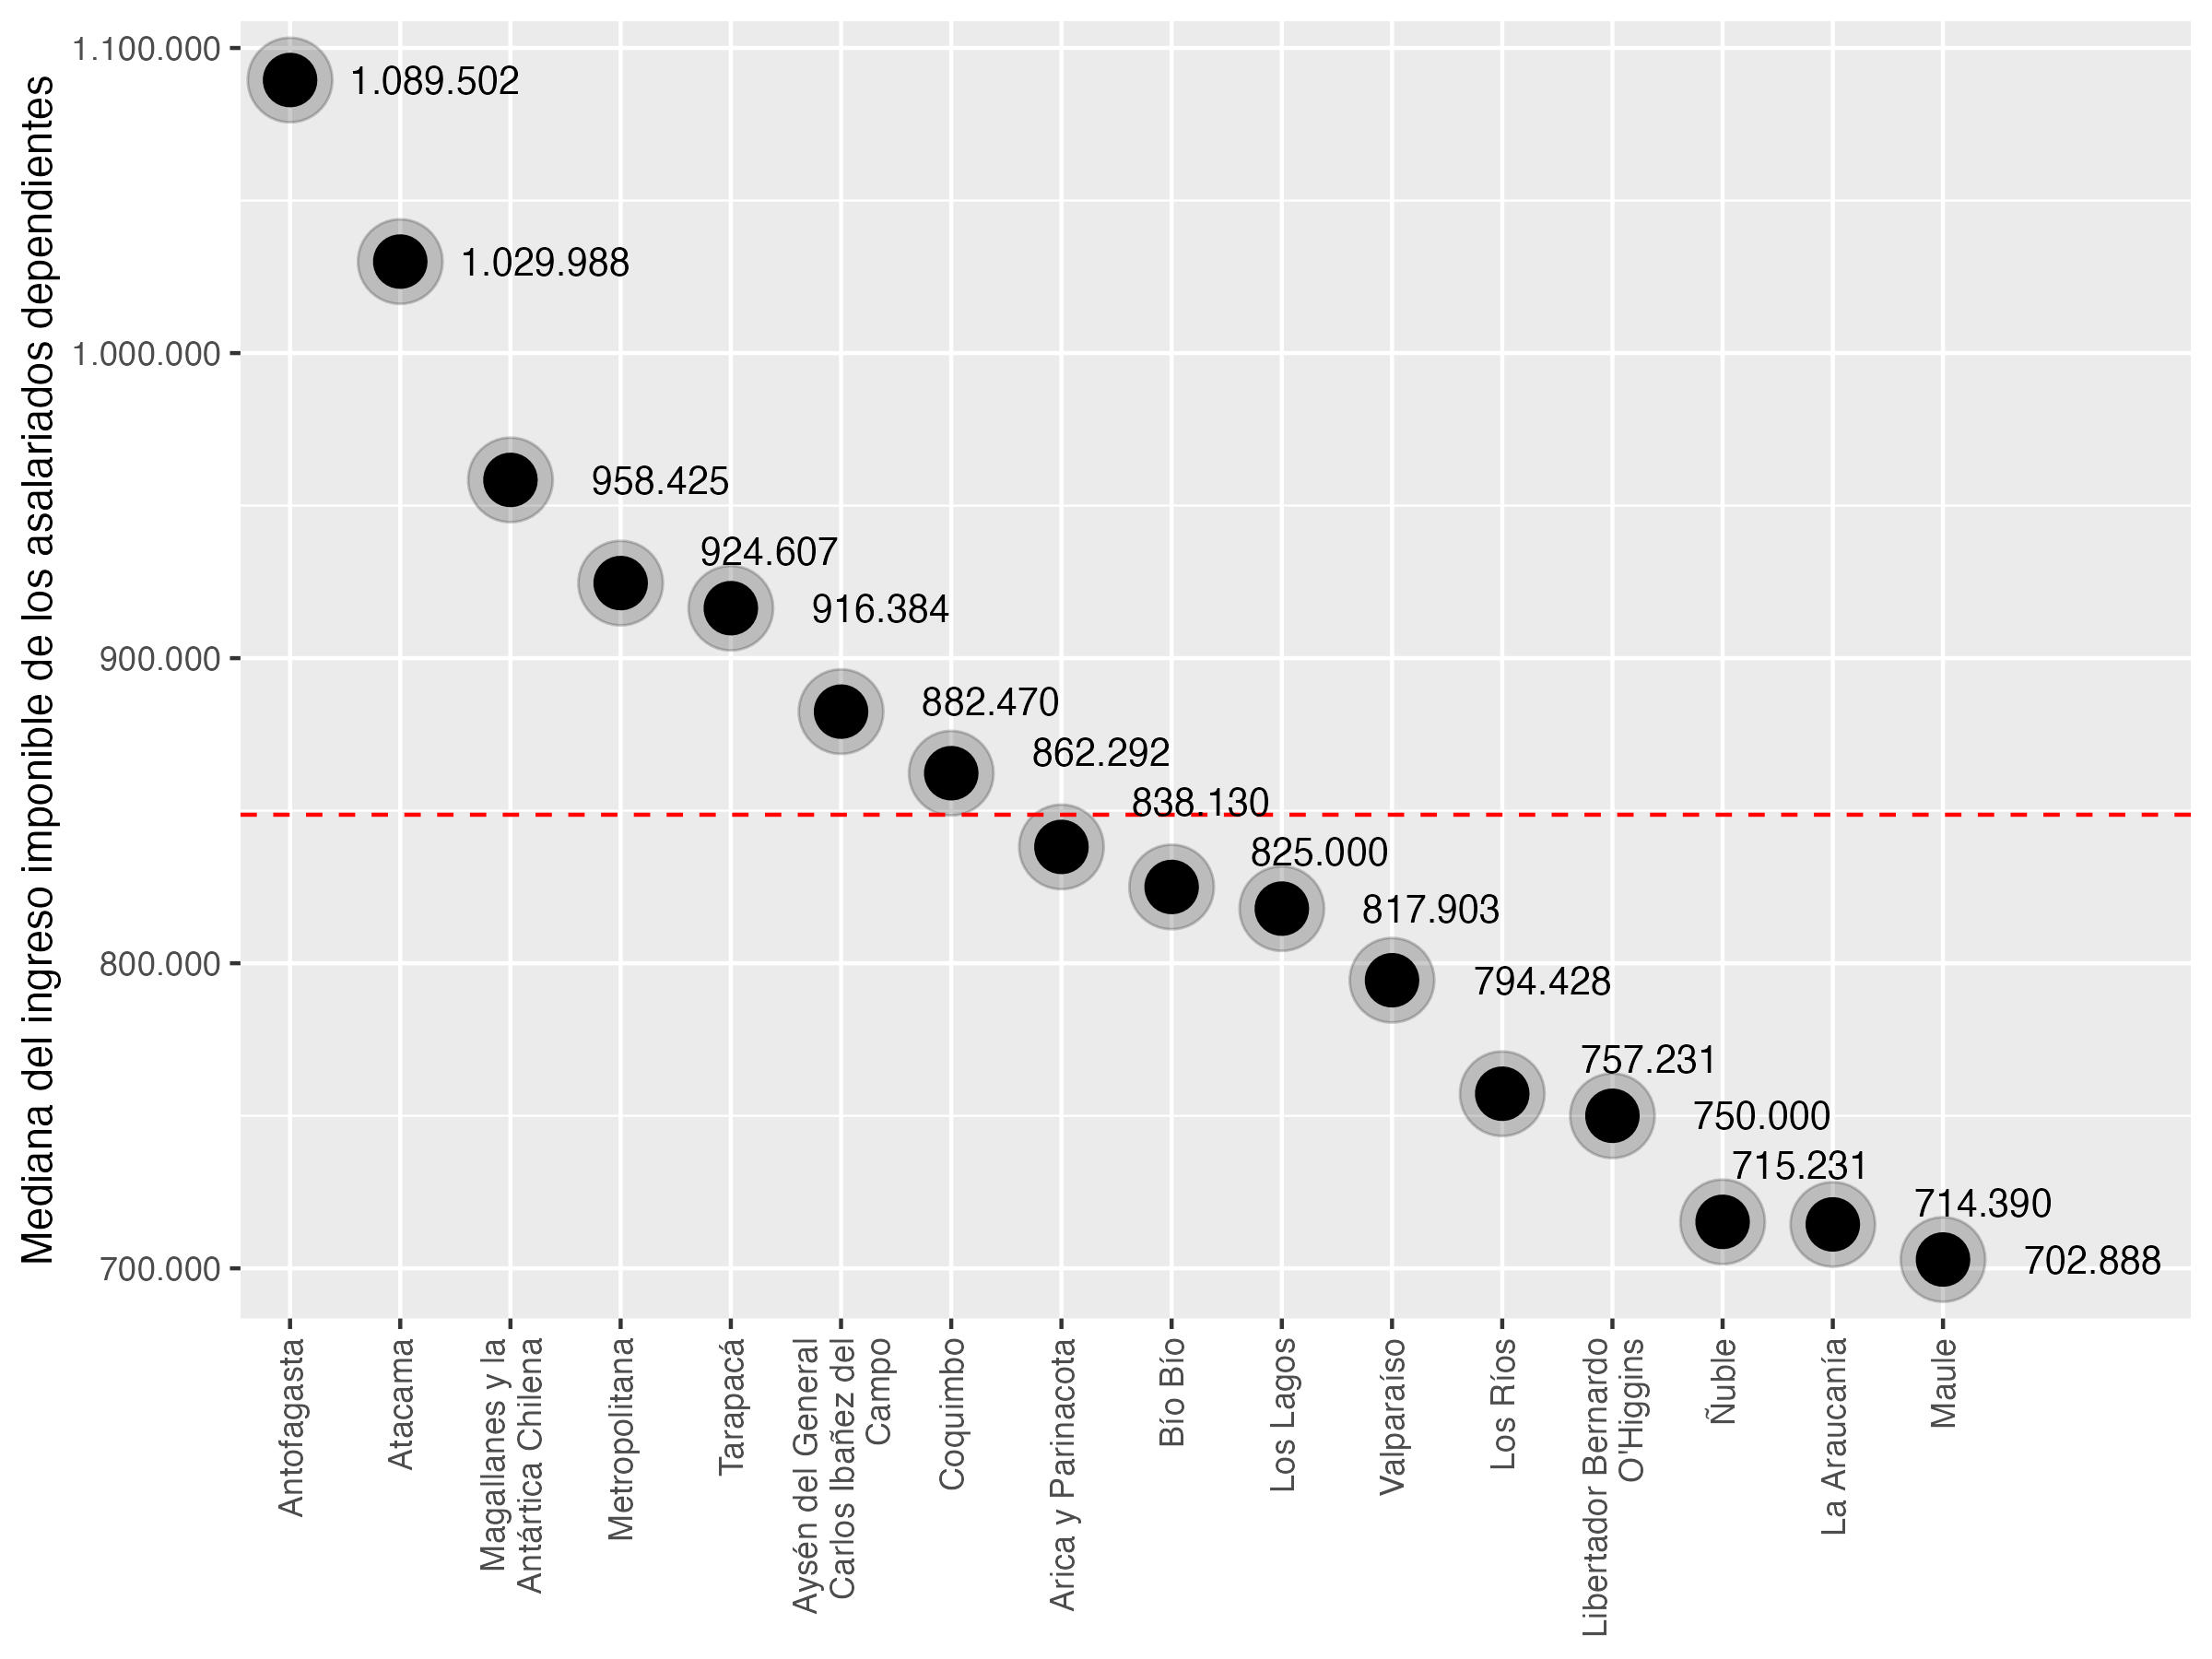 Mediana del ingreso imponible de los asalariados dependientes
1.100.000
1.000.000
900.000
800.000
700.000
1.089.502
1.029.988
958.425
924.607
916.384
882.470
862.292
838.130
825.000
817.903
794.428
757.231
750.000
715.231
714.390
702.888
Antofagasta
Atacama
Magallanes y la
Antártica Chilena
Metropolitana
Tarapacá
Aysén del General
Carlos Ibañez del
Campo
Coquimbo
Arica y Parinacota
Bío Bío
Los Lagos
Valparaíso
Los Ríos
Libertador Bernardo
O'Higgins
Ñuble
La Araucanía
Maule